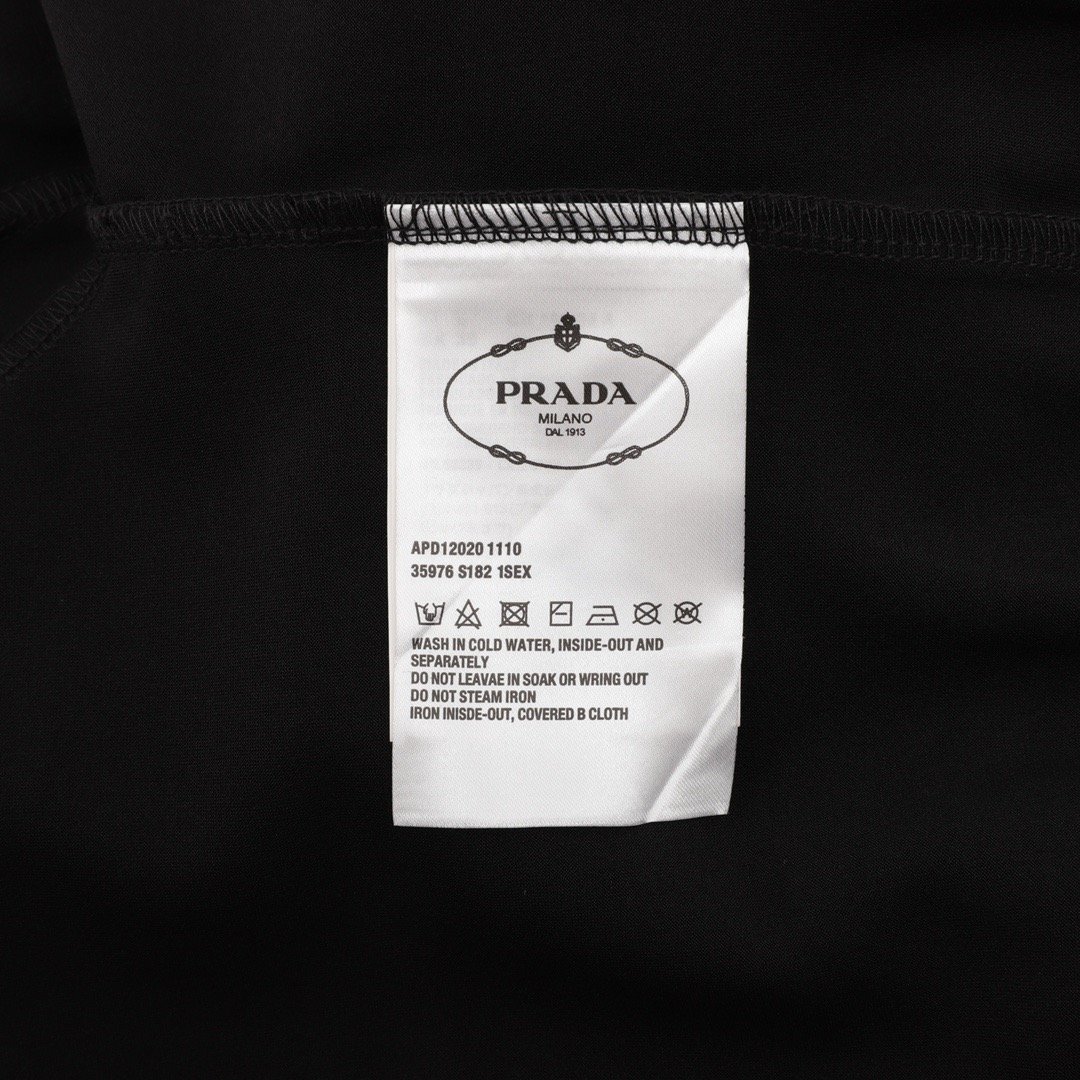 PRADA
MILANO
DAL 1913
APD12020 1110
35976 S182 1SEX
WASH IN COLD WATER, INSIDE-OUT AND
SEPARATELY
DO NOT LEAVAE IN SOAK OR WRING OUT
DO NOT STEAM IRON
IRON INISDE-OUT, COVERED B CLOTH